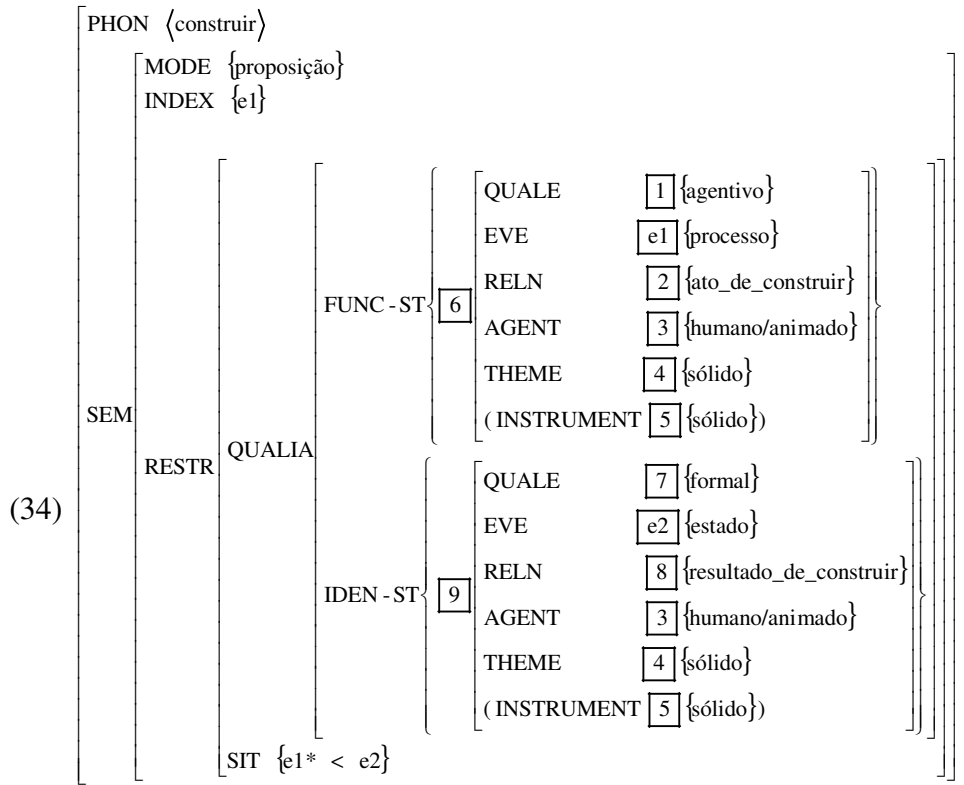 PHON ⟨construir⟩
MODE {proposição}
INDEX {e1}
QUALE 1 {agentivo}
EVE e1 {processo}
RELN 2 {ato_de_construir}
FUNC-ST 6
AGENT 3 {humano/animado}
THEME 4 {sólido}
(INSTRUMENT 5 {sólido})
SEM
RESTR QUALIA
QUALE 7 {formal}
(34)
EVE e2 {estado}
RELN 8 {resultado_de_construir}
IDEN-ST 9
AGENT 3 {humano/animado}
THEME 4 {sólido}
(INSTRUMENT 5 {sólido})
SIT {e1* < e2}